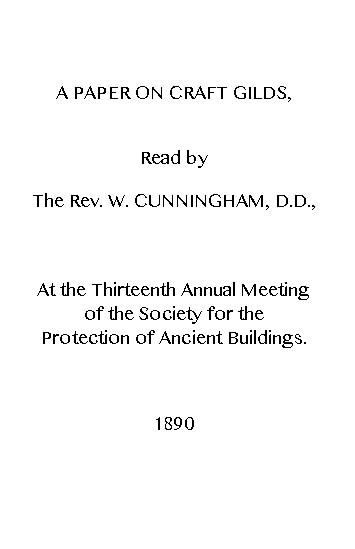 A PAPER ON CRAFT GILDS,
Read by
The Rev. W. CUNNINGHAM, D.D.,
At the Thirteenth Annual Meeting
of the Society for the
Protection of Ancient Buildings.
1890